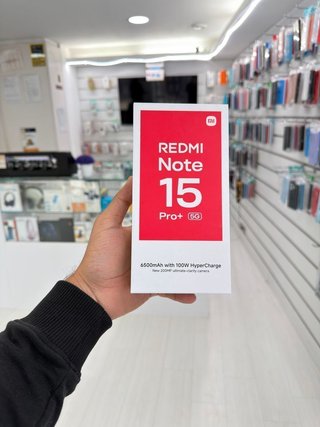 mi
REDMI
Note
15
Pro+ 5G
6500mAh with 100W HyperCharge
New 200MP ultimate-clarity camera